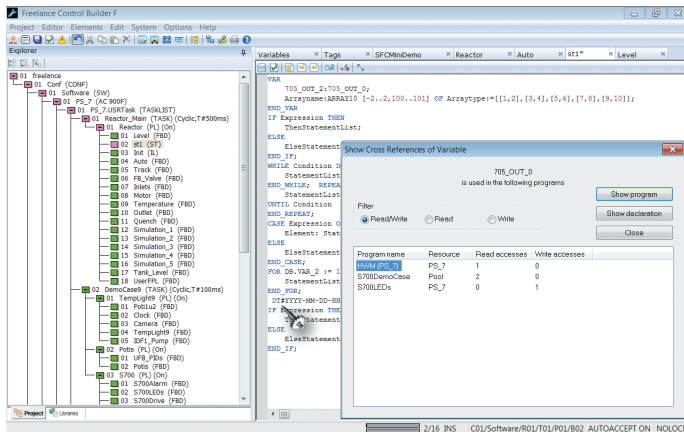 Freelance Control Builder F
Project Editor Elements Edit System Options Help
Explorer
01 freelance
01 Conf (CONF)
01 Software (SW)
01 PS_7 (AC 900F)
01 PS_7.USRTask (TASKLIST)
01 Reactor_Main (TASK) (Cyclic,T#500ms)
01 Reactor (PL) (On)
01 Level (FBD)
02 st1 (ST)
03 Init (IL)
04 Auto (FBD)
05 Track (FBD)
06 FB_Valve (FBD)
07 Inlets (FBD)
08 Motor (FBD)
09 Temperature (FBD)
10 Outlet (FBD)
11 Quench (FBD)
12 Simulation_1 (FBD)
13 Simulation_2 (FBD)
14 Simulation_3 (FBD)
15 Simulation_4 (FBD)
16 Simulation_5 (FBD)
17 Tank_Level (FBD)
18 UserFPL (FBD)
02 DemoCase9 (TASK) (Cyclic,T#100ms)
01 TempLight9 (PL) (On)
01 Poti1u2 (FBD)
02 Clock (FBD)
03 Camera (FBD)
04 TempLight9 (FBD)
05 IDF1_Pump (FBD)
02 Potis (PL) (On)
01 UFB_PIDs (FBD)
02 Potis (FBD)
03 S700 (PL) (On)
01 S700Alarm (FBD)
02 S700LEDs (FBD)
03 S700Drive (FBD)
Project Libraries
Variables × Tags × SFCMiniDemo × Reactor × Auto × st1* × Level ×
VAR
705_OUT_2:705_OUT_0;
Arrayname:ARRAY10 [-2..2,100..101] OF Arraytype:=[[1,2],[3,4],[5,6],[7,8],[9,10]];
END_VAR
IF Expression THEN
ThenStatementList;
ELSE
ElseStatement
END_IF;
WHILE Condition D
StatementList
END_WHILE; REPEA
StatementList
UNTIL Condition
END_REPEAT;
CASE Expression O
Element: Stat
ELSE
ElseStatement
END_CASE;
FOR DB.VAR_2 := 1
StatementList
END_FOR;
DT#YYYY-MM-DD-HH
IF Expression THE
ThenStatement
ELSE
ElseStatement
END_IF;
Show Cross References of Variable
705_OUT_0
is used in the following programs
Show program
Show declaration
Close
Filter
Read/Write Read Write
Program name Resource Read accesses Write accesses
HWM (PS_7) PS_7 1 0
S700DemoCase Pool 2 0
S700LEDs PS_7 0 1
2/16 INS C01/Software/R01/T01/P01/B02 AUTOACCEPT ON NOLOC